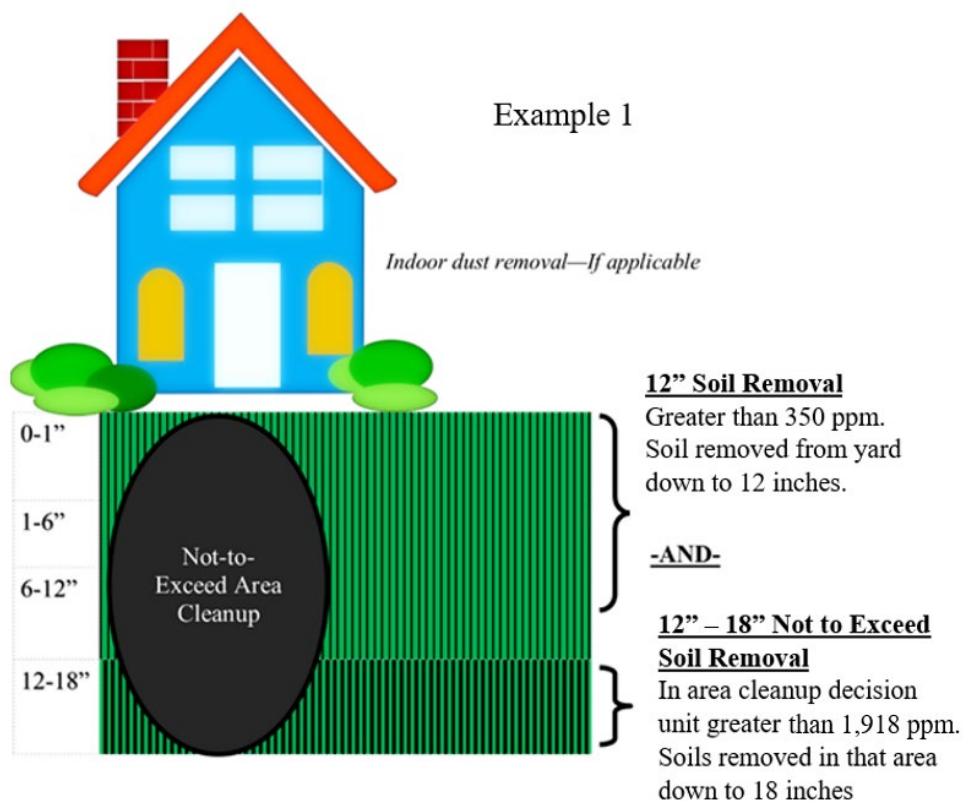 Example 1
Indoor dust removal—If applicable
0-1”
1-6”
6-12”
12-18”
Not-to-
Exceed Area
Cleanup
12” Soil Removal
Greater than 350 ppm.
Soil removed from yard
down to 12 inches.
-AND-
12” – 18” Not to Exceed
Soil Removal
In area cleanup decision
unit greater than 1,918 ppm.
Soils removed in that area
down to 18 inches